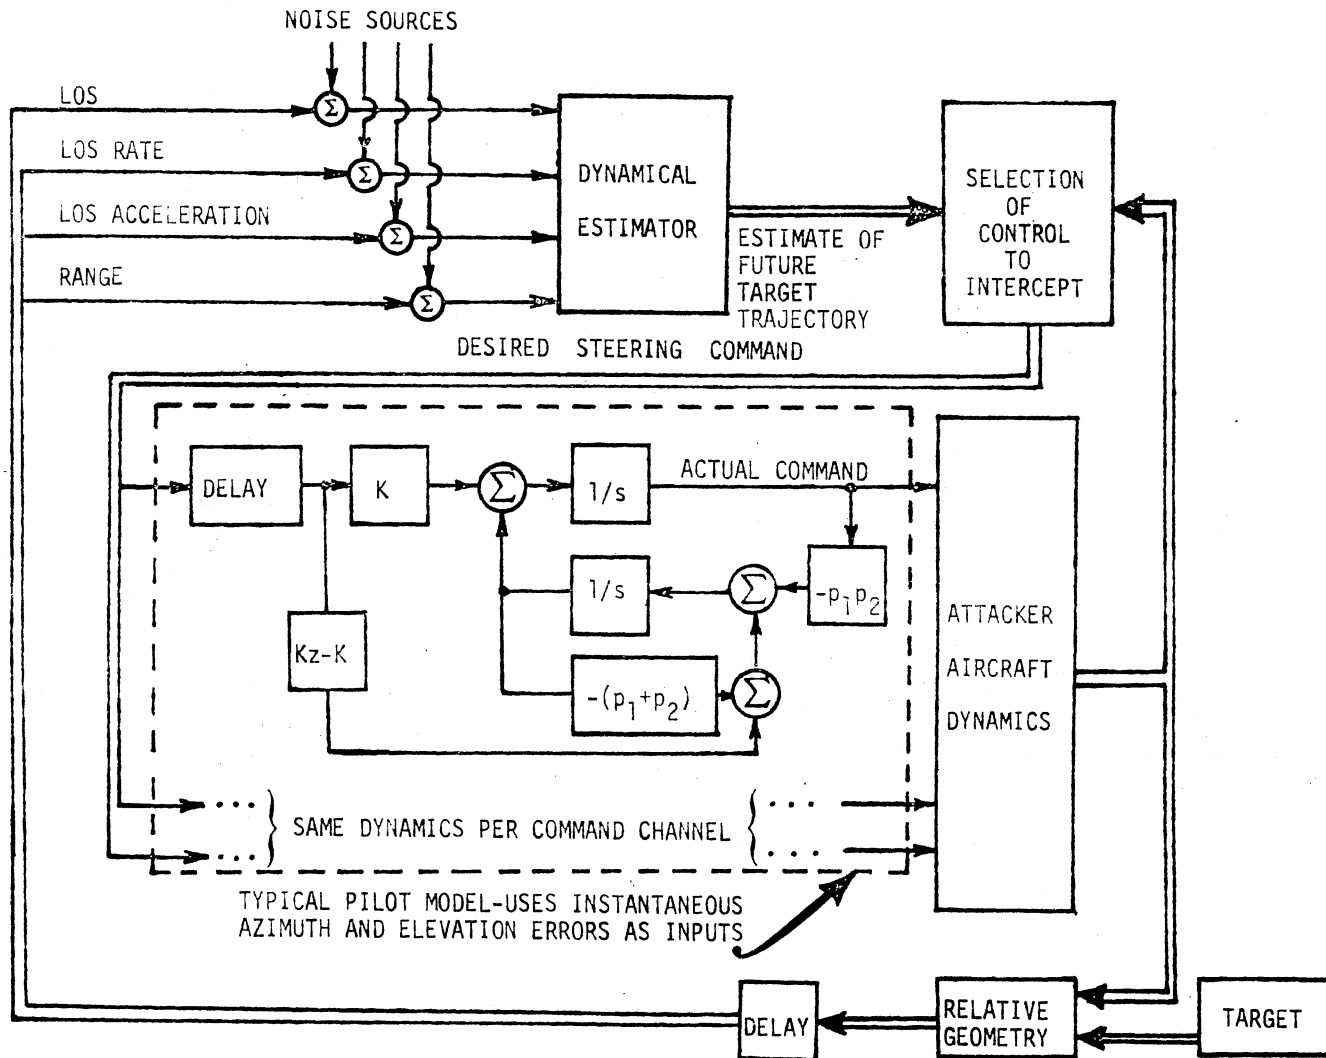 NOISE SOURCES
LOS
Σ
LOS RATE
Σ
LOS ACCELERATION
Σ
RANGE
Σ
DYNAMICAL
ESTIMATOR
ESTIMATE OF
FUTURE
TARGET
TRAJECTORY
SELECTION
OF
CONTROL
TO
INTERCEPT
DESIRED STEERING COMMAND
DELAY
K
Σ
1/s
ACTUAL COMMAND
1/s
Σ
-p₁p₂
Kz-K
-(p₁+p₂)
Σ
ATTACKER
AIRCRAFT
DYNAMICS
... } SAME DYNAMICS PER COMMAND CHANNEL { ...
... ...
TYPICAL PILOT MODEL-USES INSTANTANEOUS
AZIMUTH AND ELEVATION ERRORS AS INPUTS
DELAY
RELATIVE
GEOMETRY
TARGET